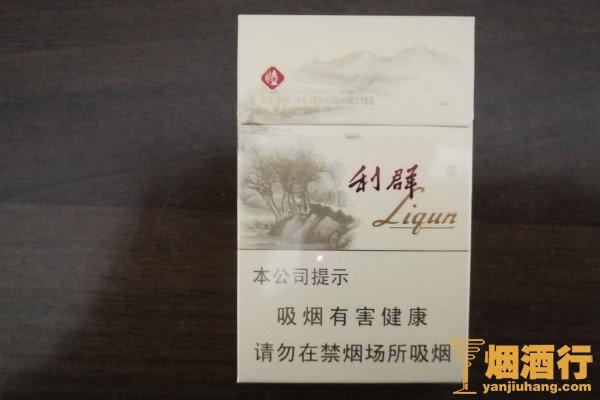 FILTER CIGARETTES
利群
Liqun
本公司提示
吸烟有害健康
请勿在禁烟场所吸烟
烟酒行
yanjiuhang.com